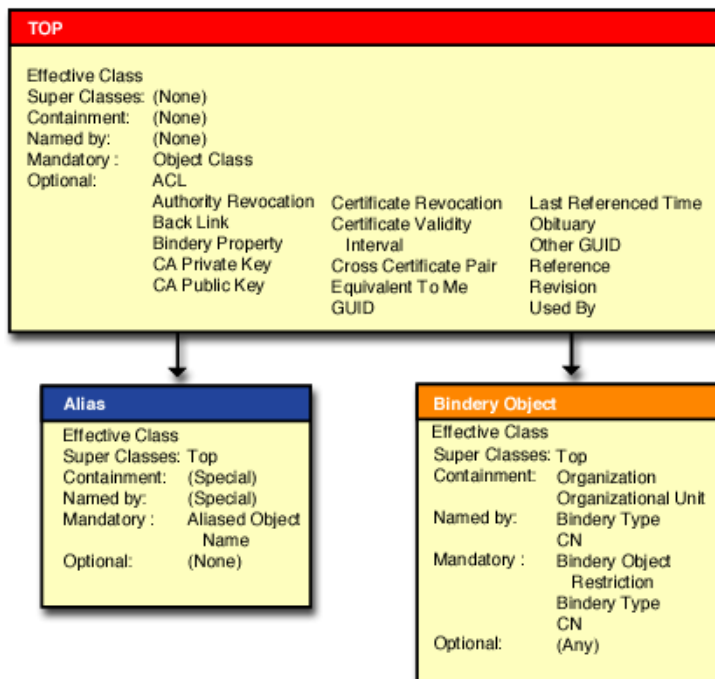 TOP
Effective Class
Super Classes: (None)
Containment: (None)
Named by: (None)
Mandatory : Object Class
Optional: ACL
Authority Revocation Certificate Revocation Last Referenced Time
Back Link Certificate Validity Obituary
Bindery Property Interval Other GUID
CA Private Key Cross Certificate Pair Reference
CA Public Key Equivalent To Me Revision
GUID Used By
Alias
Effective Class
Super Classes: Top
Containment: (Special)
Named by: (Special)
Mandatory : Aliased Object
Name
Optional: (None)
Bindery Object
Effective Class
Super Classes: Top
Containment: Organization
Organizational Unit
Named by: Bindery Type
CN
Mandatory : Bindery Object
Restriction
Bindery Type
CN
Optional: (Any)